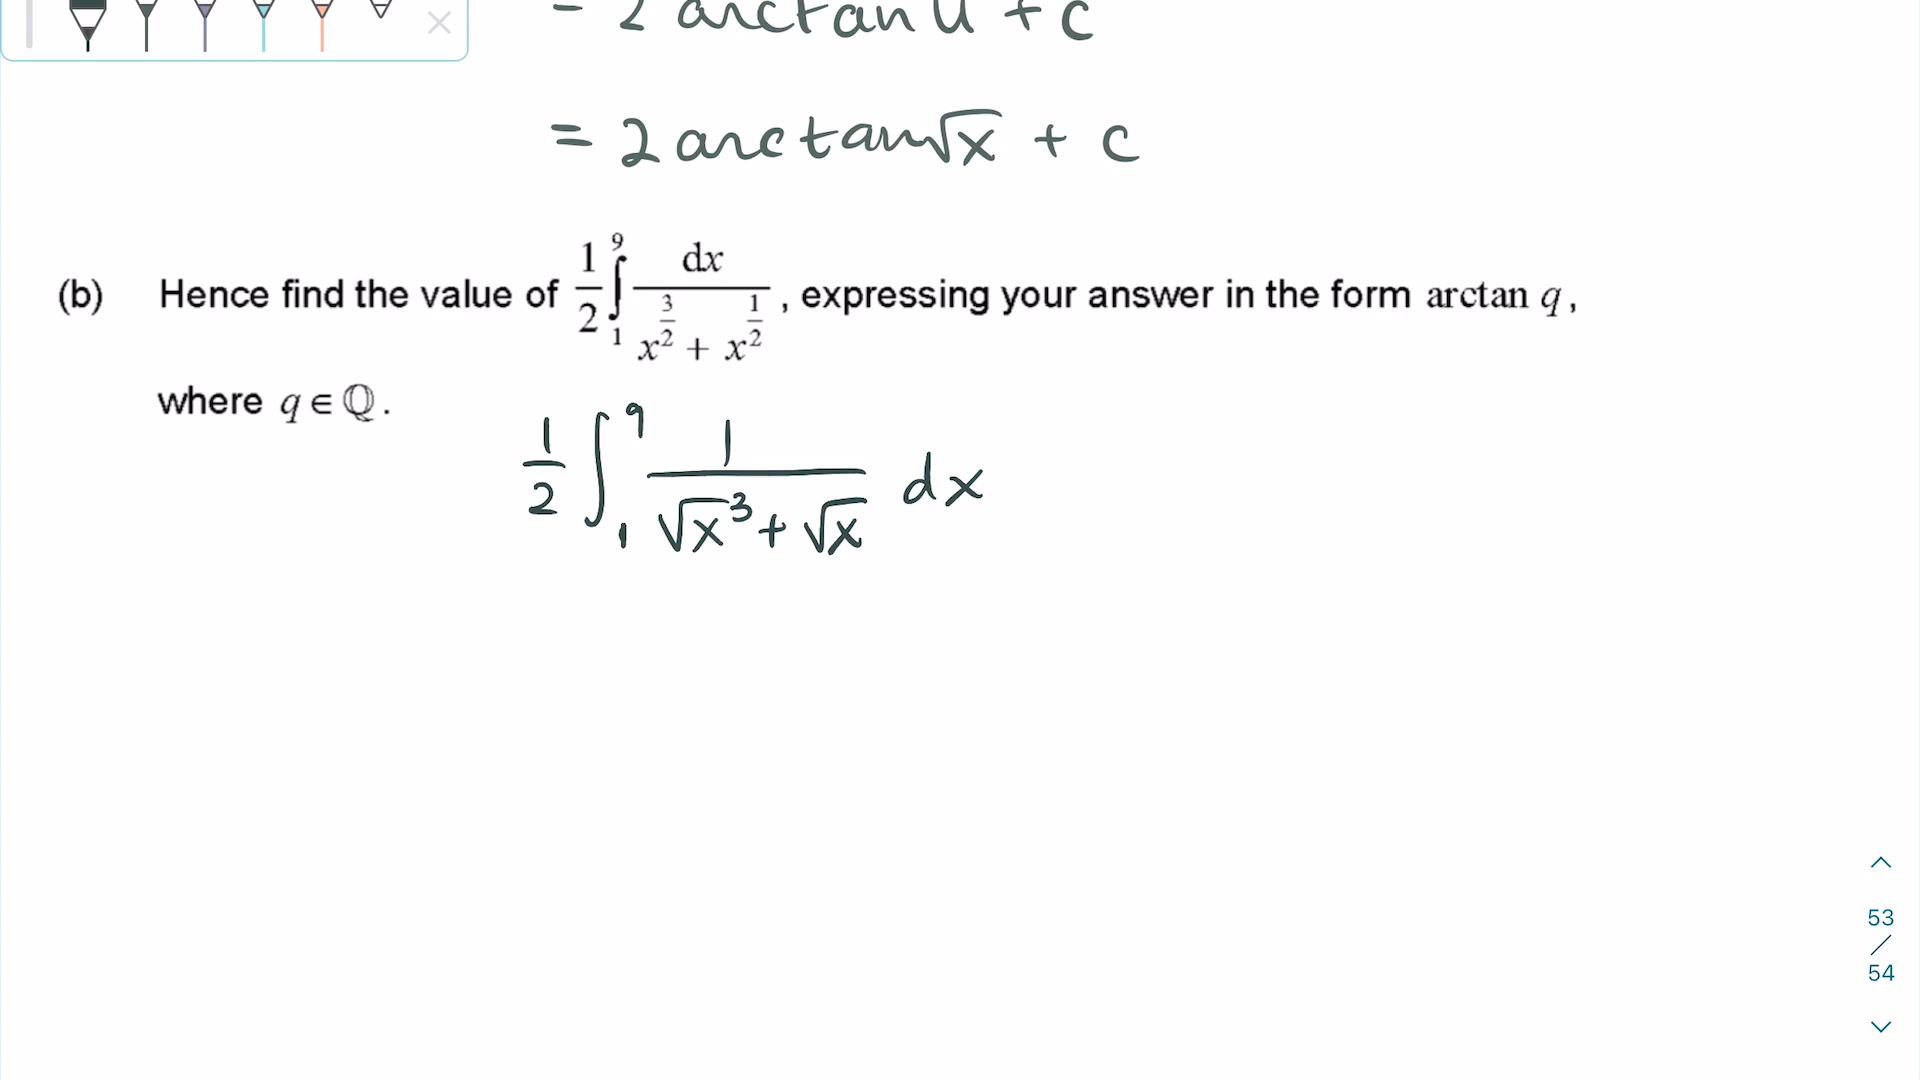 = 2 arctan u + c
= 2 arctan√x + c
(b) Hence find the value of 1/2 ∫₁⁹ dx/(x^(3/2) + x^(1/2)), expressing your answer in the form arctan q,
where q ∈ ℚ.
1/2 ∫₁⁹ 1/(√x³ + √x) dx
53
/
54